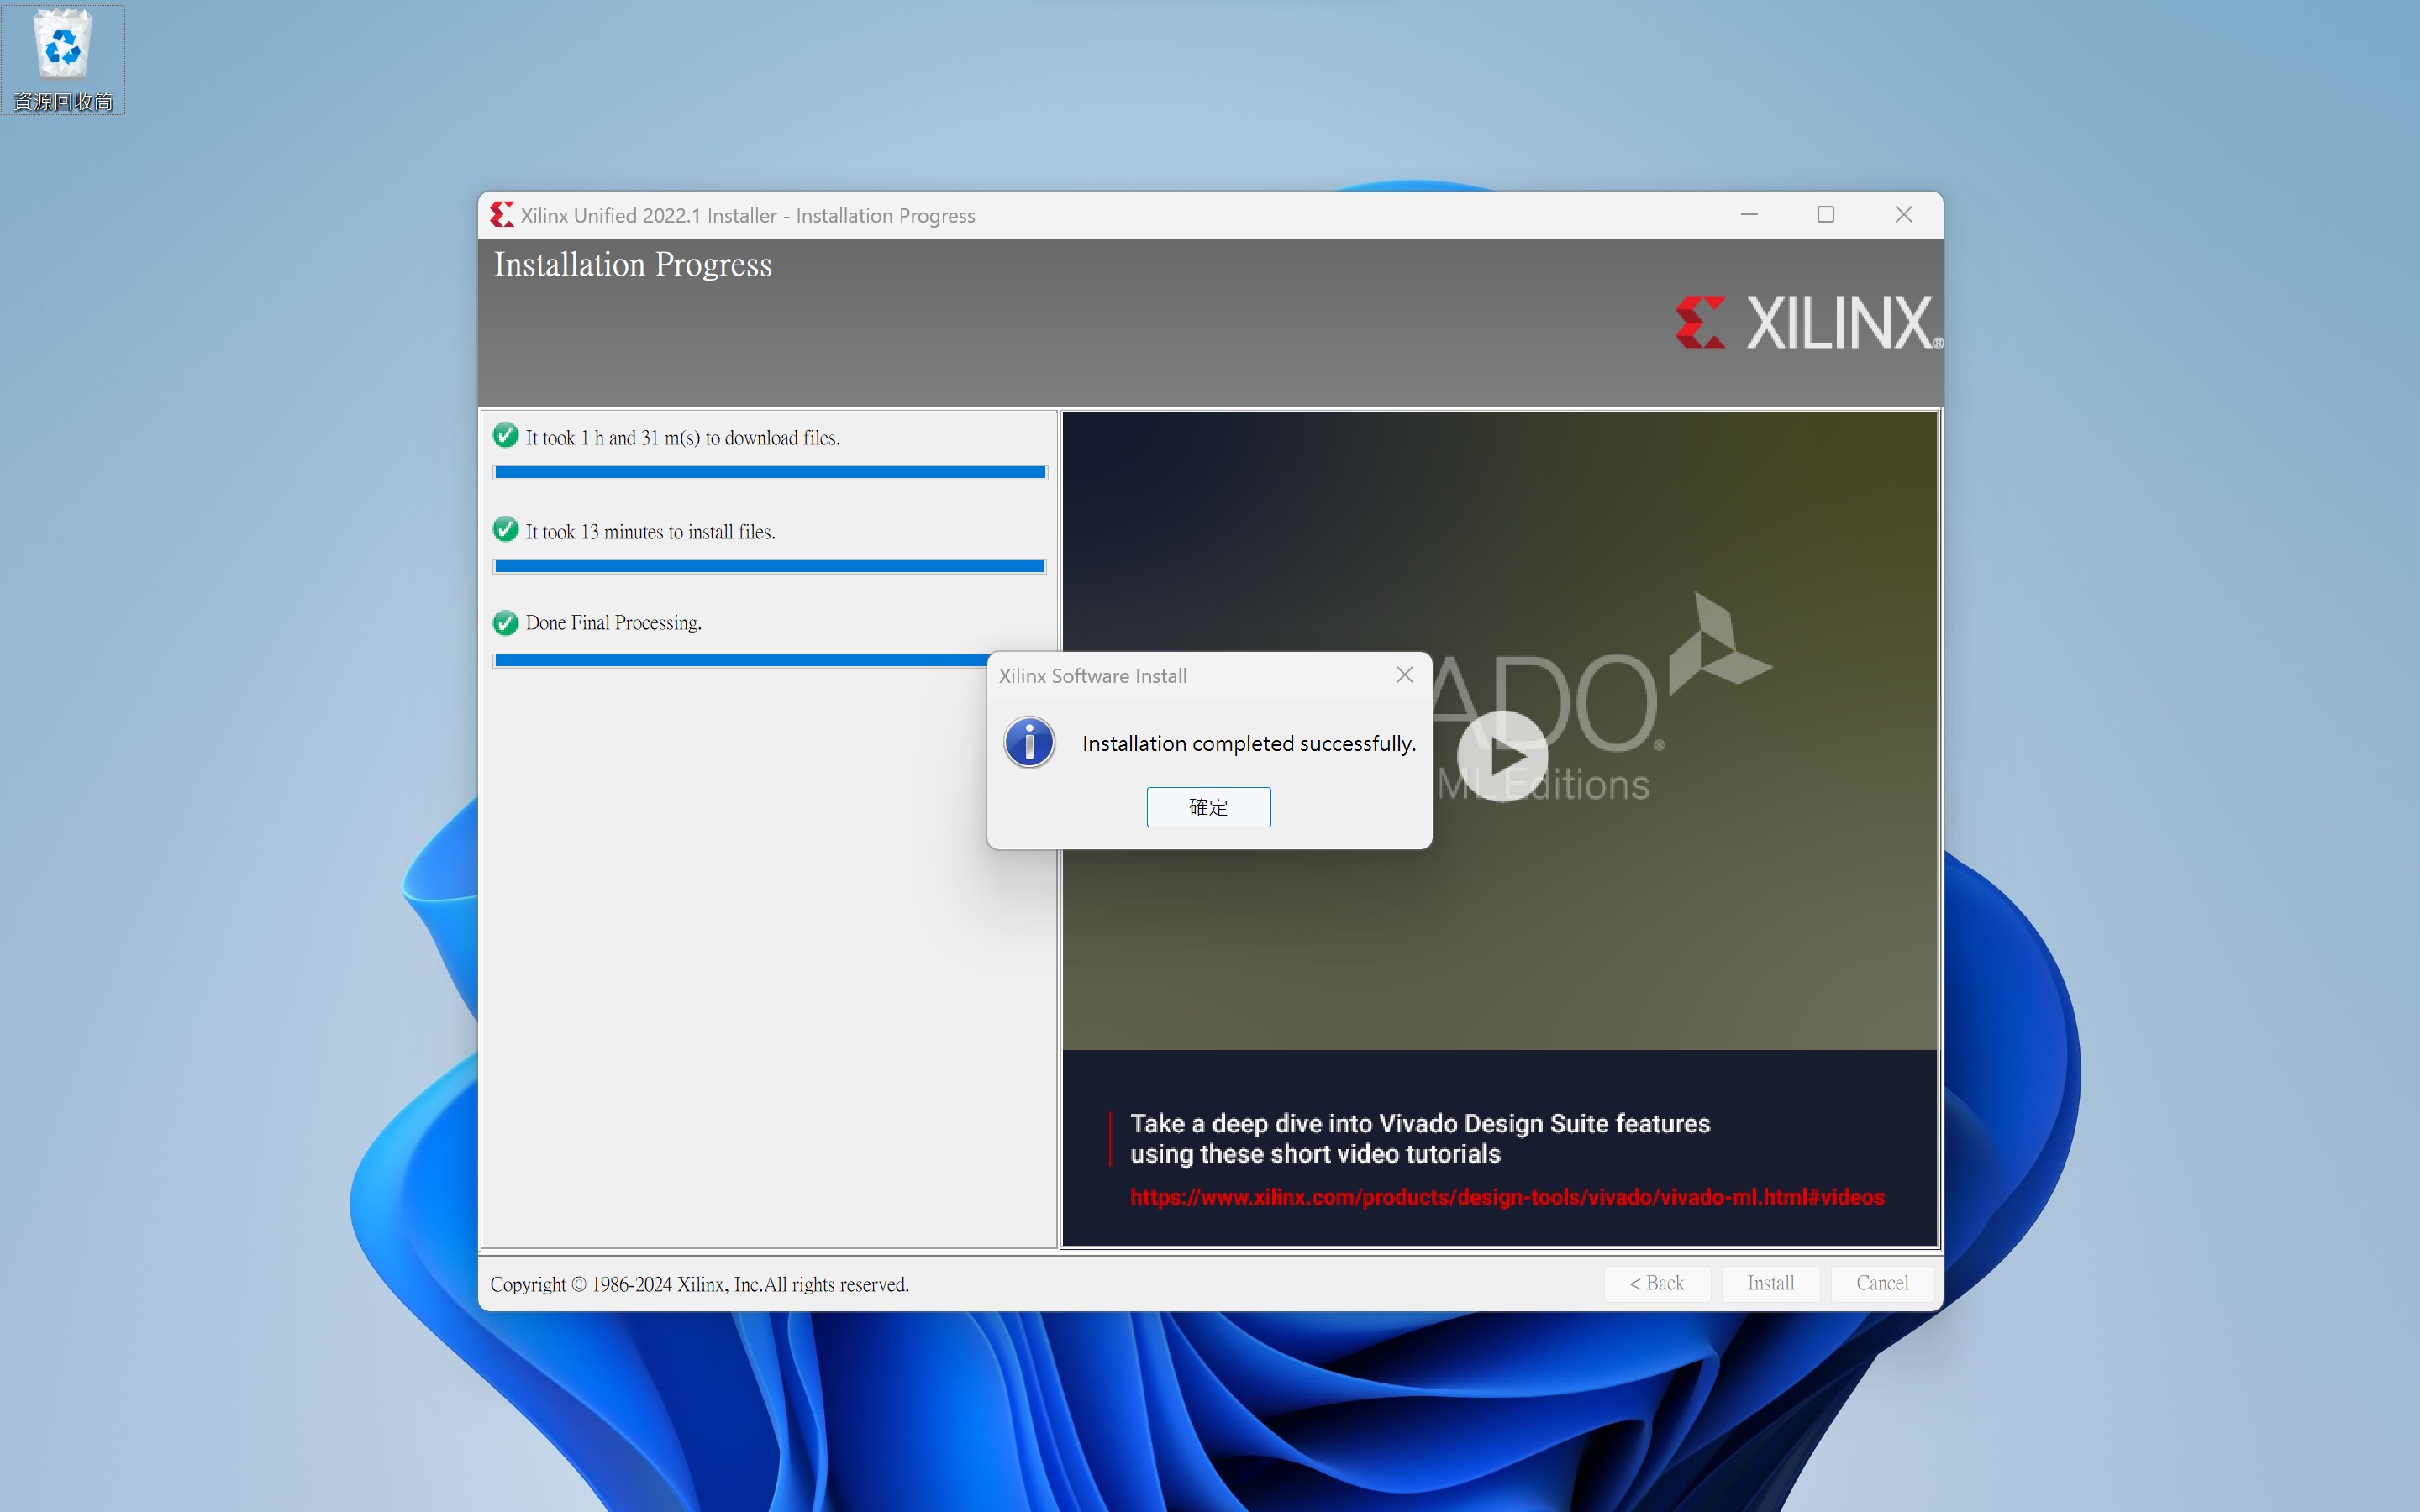 資源回收筒
Xilinx Unified 2022.1 Installer - Installation Progress
Installation Progress
XILINX®
It took 1 h and 31 m(s) to download files.
It took 13 minutes to install files.
Done Final Processing.
Xilinx Software Install
Installation completed successfully.
確定
ADO®
ML Editions
Take a deep dive into Vivado Design Suite features
using these short video tutorials
https://www.xilinx.com/products/design-tools/vivado/vivado-ml.html#videos
Copyright © 1986-2024 Xilinx, Inc.All rights reserved.
< Back
Install
Cancel